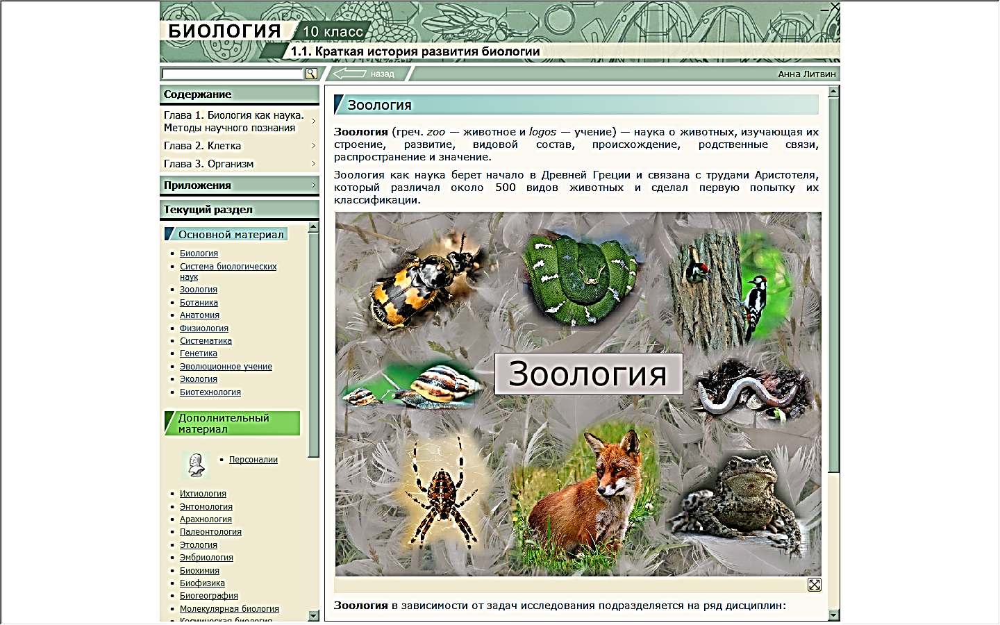 БИОЛОГИЯ 10 класс
1.1. Краткая история развития биологии
назад
Анна Литвин
Содержание
Глава 1. Биология как наука.
Методы научного познания
Глава 2. Клетка
Глава 3. Организм
Приложения
Текущий раздел
Основной материал
Биология
Система биологических
наук
Зоология
Ботаника
Анатомия
Физиология
Систематика
Генетика
Эволюционное учение
Экология
Биотехнология
Дополнительный
материал
Персоналии
Ихтиология
Энтомология
Арахнология
Палеонтология
Этология
Эмбриология
Биохимия
Биофизика
Биогеография
Молекулярная биология
Космическая биология
Зоология
Зоология (греч. zoo — животное и logos — учение) — наука о животных, изучающая их
строение, развитие, видовой состав, происхождение, родственные связи,
распространение и значение.
Зоология как наука берет начало в Древней Греции и связана с трудами Аристотеля,
который различал около 500 видов животных и сделал первую попытку их
классификации.
Зоология
Зоология в зависимости от задач исследования подразделяется на ряд дисциплин: